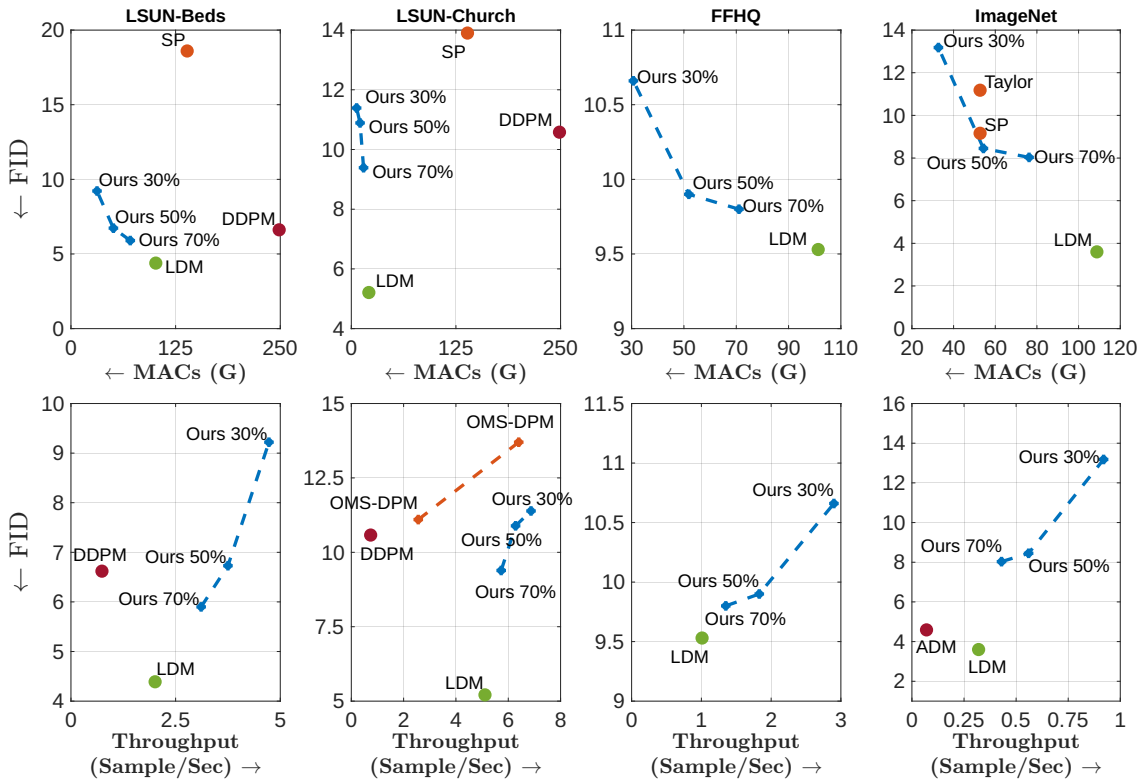 LSUN-Beds
← FID
20
15
10
5
0
SP
Ours 30%
Ours 50%
Ours 70%
DDPM
LDM
0
125
250
← MACs (G)
LSUN-Church
14
12
10
8
6
4
SP
Ours 30%
Ours 50%
DDPM
Ours 70%
LDM
0
125
250
← MACs (G)
FFHQ
11
10.5
10
9.5
9
Ours 30%
Ours 50%
Ours 70%
LDM
30
50
70
90
110
← MACs (G)
ImageNet
14
12
10
8
6
4
2
0
Ours 30%
Taylor
SP
Ours 50%
Ours 70%
LDM
20
40
60
80
100
120
← MACs (G)
← FID
10
9
8
7
6
5
4
Ours 30%
DDPM
Ours 50%
Ours 70%
LDM
0
2.5
5
Throughput
(Sample/Sec) →
15
12.5
10
7.5
5
OMS-DPM
OMS-DPM
Ours 30%
DDPM
Ours 50%
Ours 70%
LDM
0
2
4
6
8
Throughput
(Sample/Sec) →
11.5
11
10.5
10
9.5
9
Ours 30%
Ours 50%
Ours 70%
LDM
0
1
2
3
Throughput
(Sample/Sec) →
16
14
12
10
8
6
4
2
Ours 30%
Ours 70%
Ours 50%
ADM
LDM
0
0.25
0.5
0.75
1
Throughput
(Sample/Sec) →